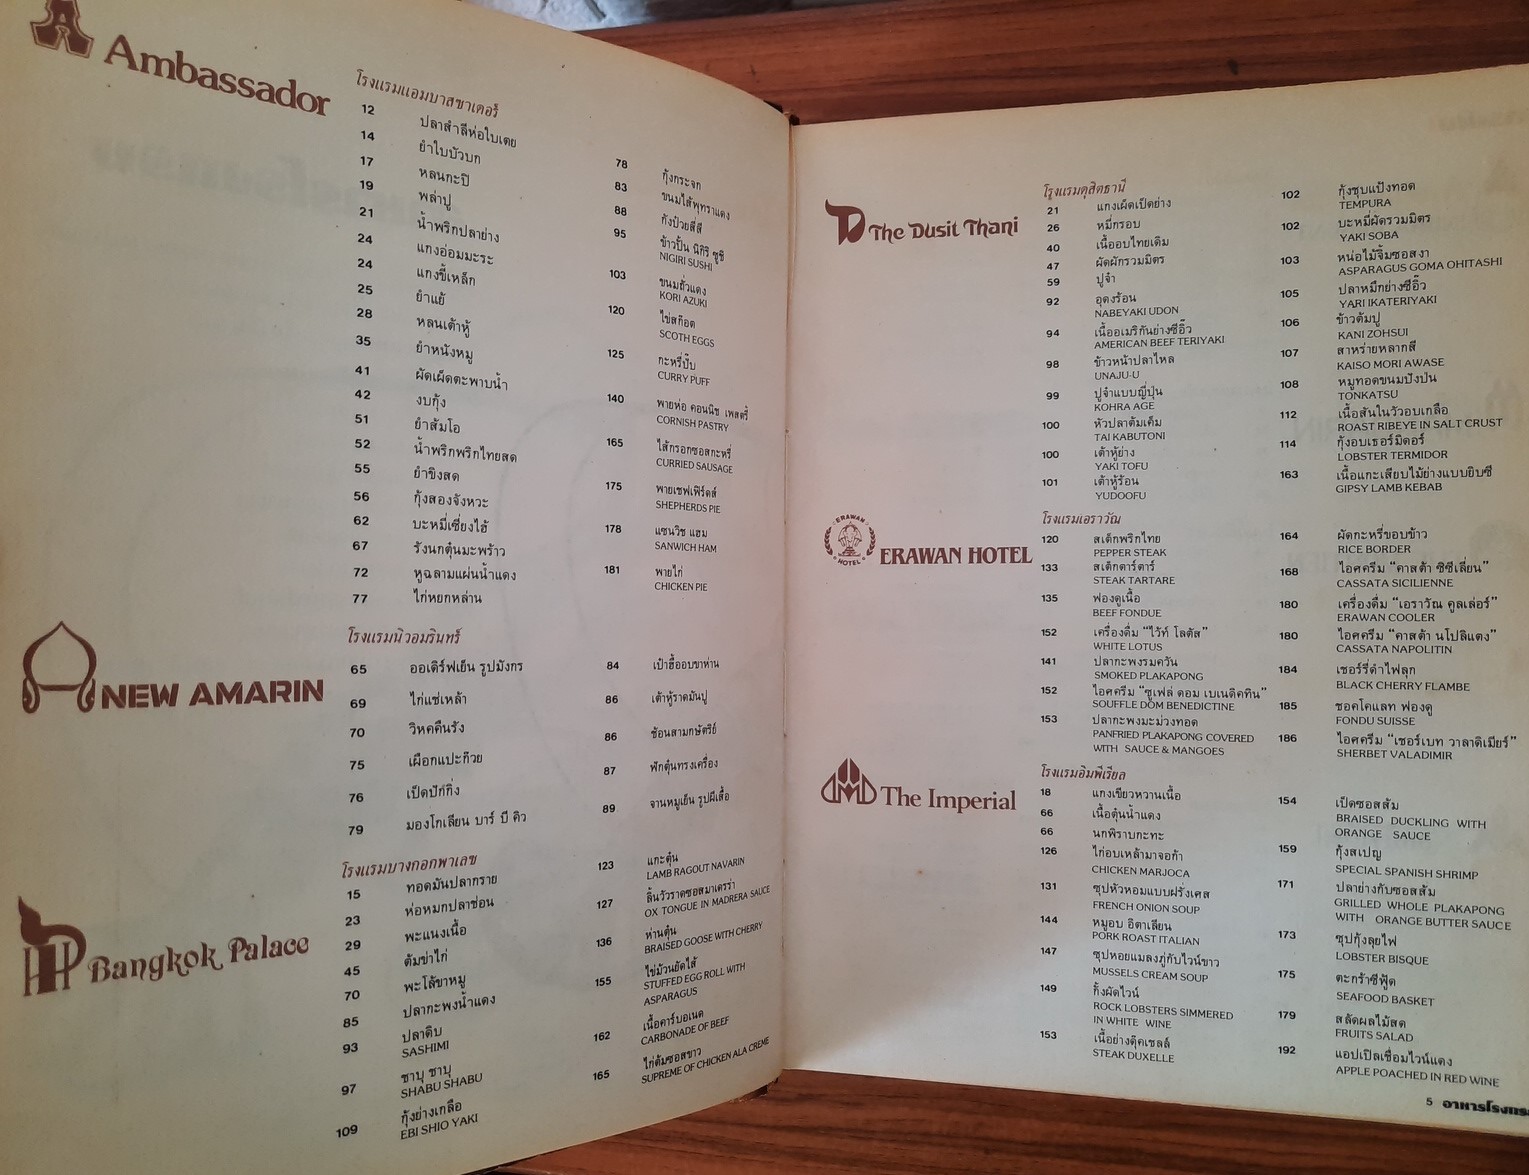 Ambassador
โรงแรมแอมบาสซาเดอร์
12 ปลาสำลีห่อใบเตย
14 ยำใบบัวบก
17 หลนกะปิ
19 พล่าปู
21 น้ำพริกปลาย่าง
24 แกงอ่อมมะระ
24 แกงขี้เหล็ก
25 ยำแย้
28 หลนเต้าหู้
35 ยำหนังหมู
41 ผัดเผ็ดตะพาบน้ำ
42 งบกุ้ง
51 ยำส้มโอ
52 น้ำพริกพริกไทยสด
55 ยำขิงสด
56 กุ้งสองจังหวะ
62 บะหมี่เซี่ยงไฮ้
67 รังนกตุ๋นมะพร้าว
72 หูฉลามแผ่นน้ำแดง
77 ไก่หยกหล่าน
78 กุ้งกระจก
83 ขนมไส้พุทราแดง
88 กังป๋วยสี่สี
95 ข้าวปั้น นิกิริ ซูชิ
NIGIRI SUSHI
103 ขนมถั่วแดง
KORI AZUKI
120 ไข่สก๊อต
SCOTH EGGS
125 กะหรี่ปั๊บ
CURRY PUFF
140 พายห่อ คอนนิช เพสตรี้
CORNISH PASTRY
165 ไส้กรอกซอสกะหรี่
CURRIED SAUSAGE
175 พายเชฟเฟิร์ดส์
SHEPHERDS PIE
178 แซนวิช แฮม
SANWICH HAM
181 พายไก่
CHICKEN PIE
NEW AMARIN
โรงแรมนิวอมรินทร์
65 ออเดิร์ฟเย็น รูปมังกร
69 ไก่แช่เหล้า
70 วิหคคืนรัง
75 เผือกแปะก๊วย
76 เป็ดปักกิ่ง
79 มองโกเลียน บาร์ บี คิว
84 เป๋าฮื้ออบขาห่าน
86 เต้าหู้ราดมันปู
86 ซ้อนสามกษัตริย์
87 ฟักตุ๋นทรงเครื่อง
89 จานหมูเย็น รูปผีเสื้อ
Bangkok Palace
โรงแรมบางกอกพาเลซ
15 ทอดมันปลากราย
23 ห่อหมกปลาช่อน
29 พะแนงเนื้อ
45 ต้มข่าไก่
70 พะโล้ขาหมู
85 ปลากะพงน้ำแดง
93 ปลาดิบ
SASHIMI
97 ชาบู ชาบู
SHABU SHABU
109 กุ้งย่างเกลือ
EBI SHIO YAKI
123 แกะตุ๋น
LAMB RAGOUT NAVARIN
127 ลิ้นวัวราดซอสมาเดรร่า
OX TONGUE IN MADRERA SAUCE
136 ห่านตุ๋น
BRAISED GOOSE WITH CHERRY
155 ไข่ม้วนยัดไส้
STUFFED EGG ROLL WITH
ASPARAGUS
162 เนื้อคาร์บอเนด
CARBONADE OF BEEF
165 ไก่ต้มซอสขาว
SUPREME OF CHICKEN ALA CREME
The Dusit Thani
โรงแรมดุสิตธานี
21 แกงเผ็ดเป็ดย่าง
26 หมี่กรอบ
40 เนื้ออบไทยเดิม
47 ผัดผักรวมมิตร
59 ปูจ๋า
92 อุดงร้อน
NABEYAKI UDON
94 เนื้ออเมริกันย่างซีอิ๊ว
AMERICAN BEEF TERIYAKI
98 ข้าวหน้าปลาไหล
UNAJU-U
99 ปูจ๋าแบบญี่ปุ่น
KOHRA AGE
100 หัวปลาต้มเค็ม
TAI KABUTONI
100 เต้าหู้ย่าง
YAKI TOFU
101 เต้าหู้ร้อน
YUDOOFU
102 กุ้งชุบแป้งทอด
TEMPURA
102 บะหมี่ผัดรวมมิตร
YAKI SOBA
103 หน่อไม้จิ้มซอสงา
ASPARAGUS GOMA OHITASHI
105 ปลาหมึกย่างซีอิ๊ว
YARI IKATERIYAKI
106 ข้าวต้มปู
KANI ZOHSUI
107 สาหร่ายหลากสี
KAISO MORI AWASE
108 หมูทอดขนมปังป่น
TONKATSU
112 เนื้อสันในวัวอบเกลือ
ROAST RIBEYE IN SALT CRUST
114 กุ้งอบเธอร์มิดอร์
LOBSTER TERMIDOR
163 เนื้อแกะเสียบไม้ย่างแบบยิบซี
GIPSY LAMB KEBAB
ERAWAN
HOTEL
ERAWAN HOTEL
โรงแรมเอราวัณ
120 สเต็กพริกไทย
PEPPER STEAK
133 สเต็กตาร์ตาร์
STEAK TARTARE
135 ฟองดูเนื้อ
BEEF FONDUE
152 เครื่องดื่ม "ไว้ท์ โลตัส"
WHITE LOTUS
141 ปลากะพงรมควัน
SMOKED PLAKAPONG
152 ไอศครีม "ซูเฟล่ ดอม เบเนดิคทิน"
SOUFFLE DOM BENEDICTINE
153 ปลากะพงมะม่วงทอด
PANFRIED PLAKAPONG COVERED
WITH SAUCE & MANGOES
164 ผัดกะหรี่ขอบข้าว
RICE BORDER
168 ไอศครีม "คาสต้า ซิซีเลี่ยน"
CASSATA SICILIENNE
180 เครื่องดื่ม "เอราวัณ คูลเล่อร์"
ERAWAN COOLER
180 ไอศครีม "คาสต้า นโปลิแตง"
CASSATA NAPOLITIN
184 เชอร์รี่ดำไฟลุก
BLACK CHERRY FLAMBE
185 ชอคโคแลท ฟองดู
FONDU SUISSE
186 ไอศครีม "เชอร์เบท วาลาดิเมียร์"
SHERBET VALADIMIR
The Imperial
โรงแรมอิมพีเรียล
18 แกงเขียวหวานเนื้อ
66 เนื้อตุ๋นน้ำแดง
66 นกพิราบกะทะ
126 ไก่อบเหล้ามาจอก้า
CHICKEN MARJOCA
131 ซุปหัวหอมแบบฝรั่งเศส
FRENCH ONION SOUP
144 หมูอบ อิตาเลียน
PORK ROAST ITALIAN
147 ซุปหอยแมลงภู่กับไวน์ขาว
MUSSELS CREAM SOUP
149 กั้งผัดไวน์
ROCK LOBSTERS SIMMERED
IN WHITE WINE
153 เนื้อย่างดุ๊คเซลล์
STEAK DUXELLE
154 เป็ดซอสส้ม
BRAISED DUCKLING WITH
ORANGE SAUCE
159 กุ้งสเปญ
SPECIAL SPANISH SHRIMP
171 ปลาย่างกับซอสส้ม
GRILLED WHOLE PLAKAPONG
WITH ORANGE BUTTER SAUCE
173 ซุปกุ้งลุยไฟ
LOBSTER BISQUE
175 ตะกร้าซีฟู้ด
SEAFOOD BASKET
179 สลัดผลไม้สด
FRUITS SALAD
192 แอปเปิลเชื่อมไวน์แดง
APPLE POACHED IN RED WINE
5 อาหารโรงแร